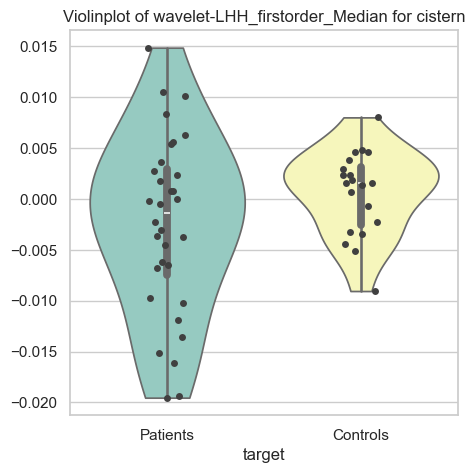 Violinplot of wavelet-LHH_firstorder_Median for cistern
0.015
0.010
0.005
0.000
−0.005
−0.010
−0.015
−0.020
Patients Controls
target